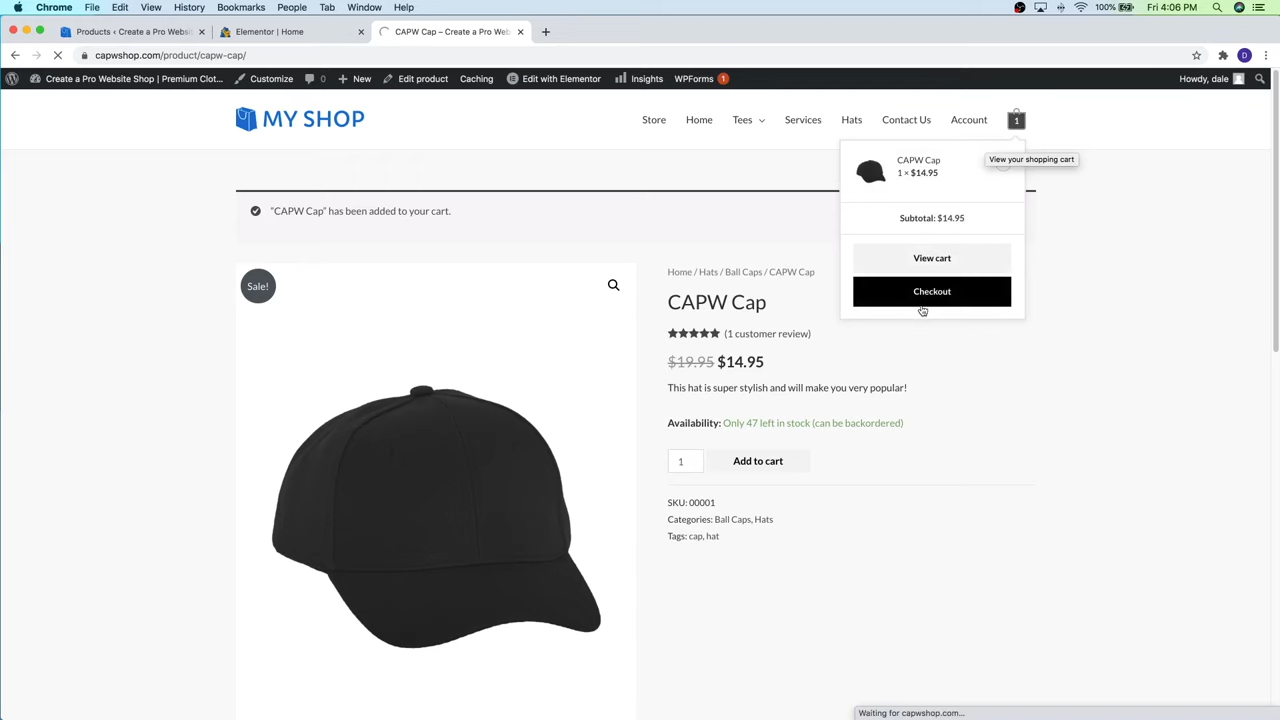 Chrome File Edit View History Bookmarks People Tab Window Help 100% Fri 4:06 PM
Products ‹ Create a Pro Websi Elementor | Home CAPW Cap – Create a Pro Web
capwshop.com/product/capw-cap/ D
Create a Pro Website Shop | Premium Clot... Customize 0 New Edit product Caching Edit with Elementor Insights WPForms 1 Howdy, dale
MY SHOP Store Home Tees Services Hats Contact Us Account 1
View your shopping cart
CAPW Cap
1 × $14.95
Subtotal: $14.95
View cart
Checkout
“CAPW Cap” has been added to your cart.
Sale!
Home / Hats / Ball Caps / CAPW Cap
CAPW Cap
(1 customer review)
$19.95 $14.95
This hat is super stylish and will make you very popular!
Availability: Only 47 left in stock (can be backordered)
1 Add to cart
SKU: 00001
Categories: Ball Caps, Hats
Tags: cap, hat
Waiting for capwshop.com...